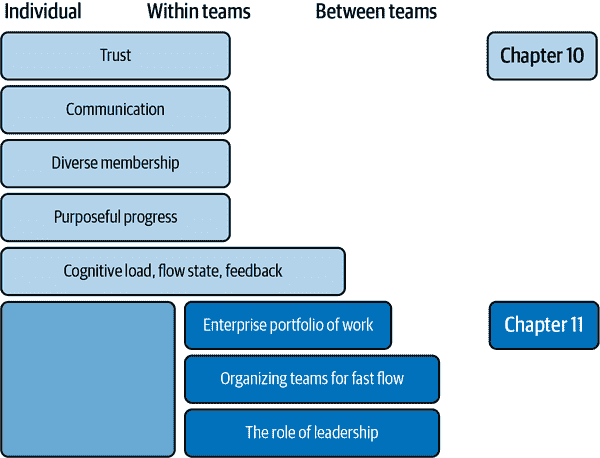 Individual Within teams Between teams
Trust Chapter 10
Communication
Diverse membership
Purposeful progress
Cognitive load, flow state, feedback
Enterprise portfolio of work Chapter 11
Organizing teams for fast flow
The role of leadership